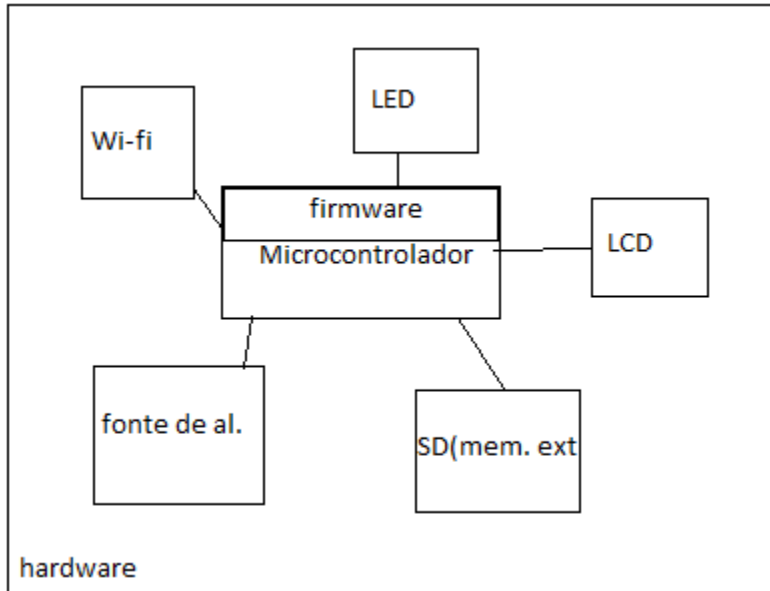 LED
Wi-fi
firmware
Microcontrolador
LCD
fonte de al.
SD(mem. ext
hardware